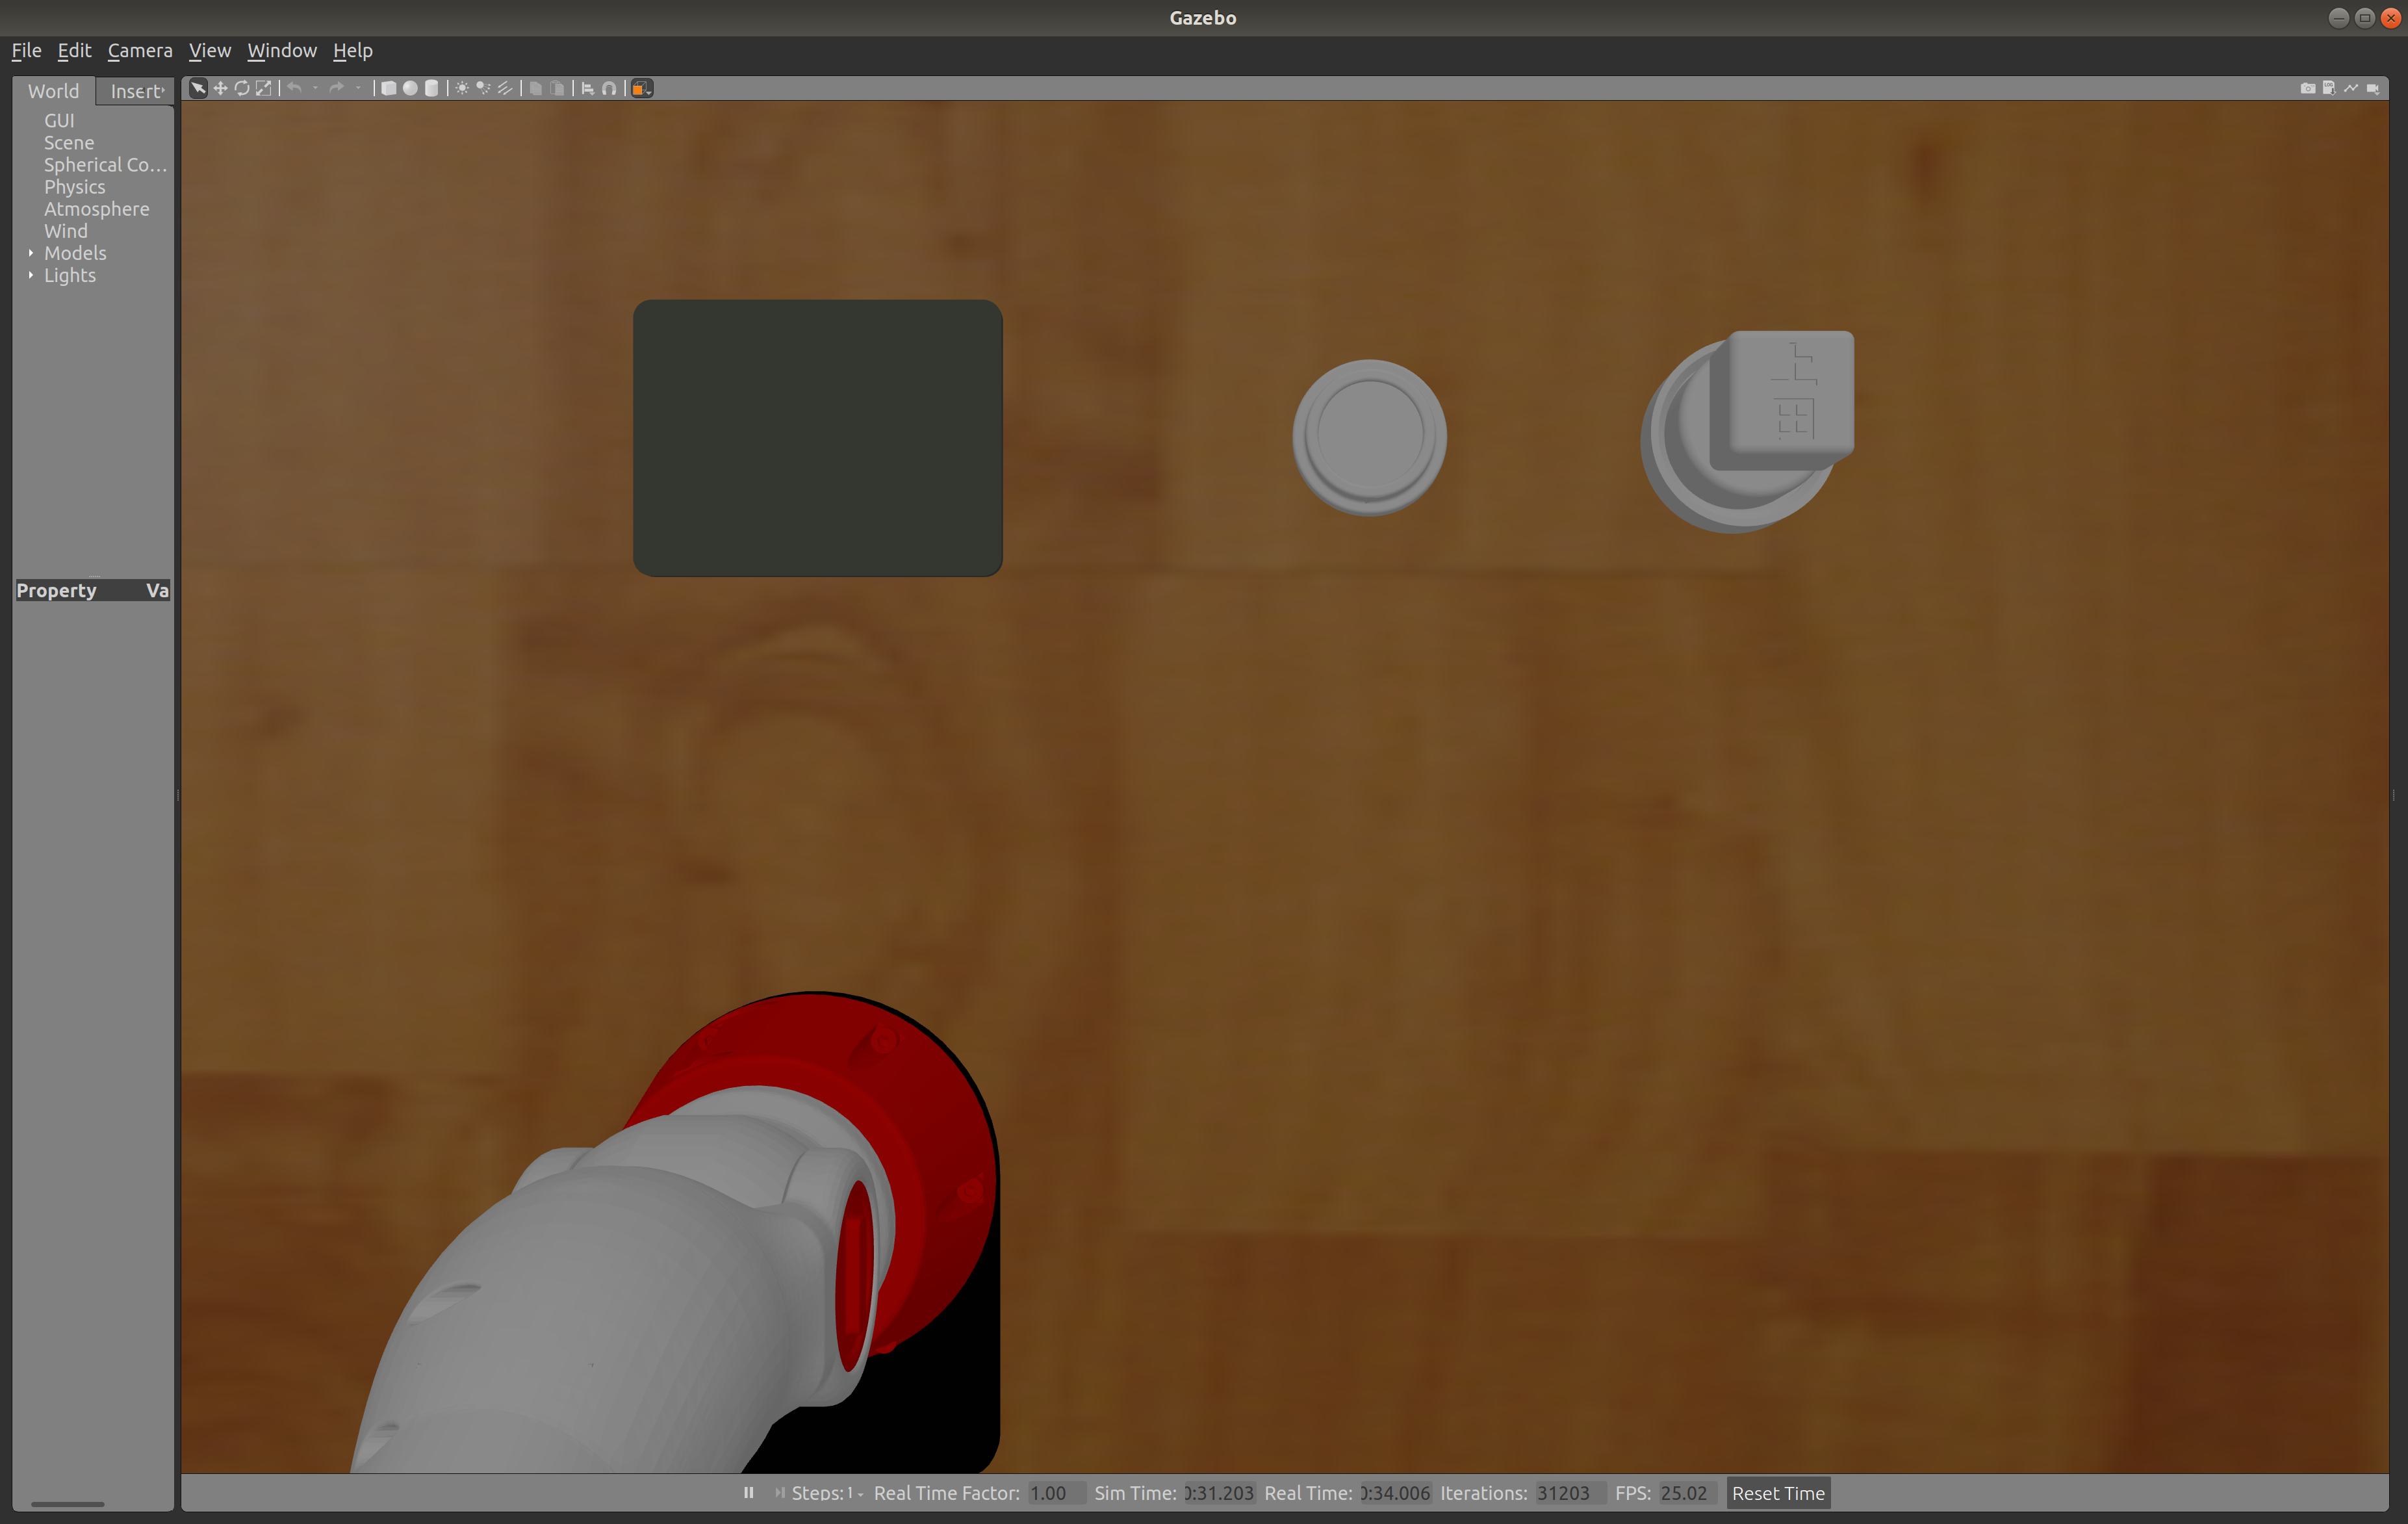 Gazebo
File Edit Camera View Window Help
World Insert
GUI
Scene
Spherical Co...
Physics
Atmosphere
Wind
Models
Lights
Property Va
Steps: 1 Real Time Factor: 1.00 Sim Time: 0:31.203 Real Time: 0:34.006 Iterations: 31203 FPS: 25.02 Reset Time